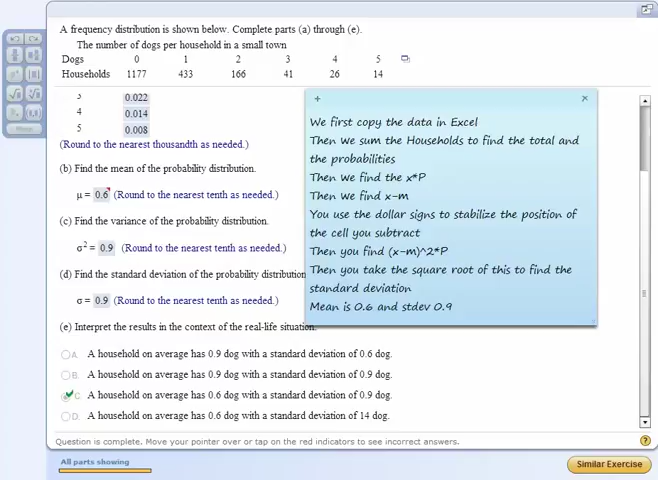 A frequency distribution is shown below. Complete parts (a) through (e).
The number of dogs per household in a small town
Dogs 0 1 2 3 4 5
Households 1177 433 166 41 26 14
3 0.022
4 0.014
5 0.008
(Round to the nearest thousandth as needed.)
(b) Find the mean of the probability distribution.
μ = 0.6 (Round to the nearest tenth as needed.)
(c) Find the variance of the probability distribution.
σ² = 0.9 (Round to the nearest tenth as needed.)
(d) Find the standard deviation of the probability distribution
σ = 0.9 (Round to the nearest tenth as needed.)
(e) Interpret the results in the context of the real-life situation.
A. A household on average has 0.9 dog with a standard deviation of 0.6 dog.
B. A household on average has 0.9 dog with a standard deviation of 0.9 dog.
C. A household on average has 0.6 dog with a standard deviation of 0.9 dog.
D. A household on average has 0.6 dog with a standard deviation of 14 dog.
We first copy the data in Excel
Then we sum the Households to find the total and
the probabilities
Then we find the x*P
Then we find x-m
You use the dollar signs to stabilize the position of
the cell you subtract
Then you find (x-m)^2*P
Then you take the square root of this to find the
standard deviation
Mean is 0.6 and stdev 0.9
Question is complete. Move your pointer over or tap on the red indicators to see incorrect answers.
All parts showing
Similar Exercise